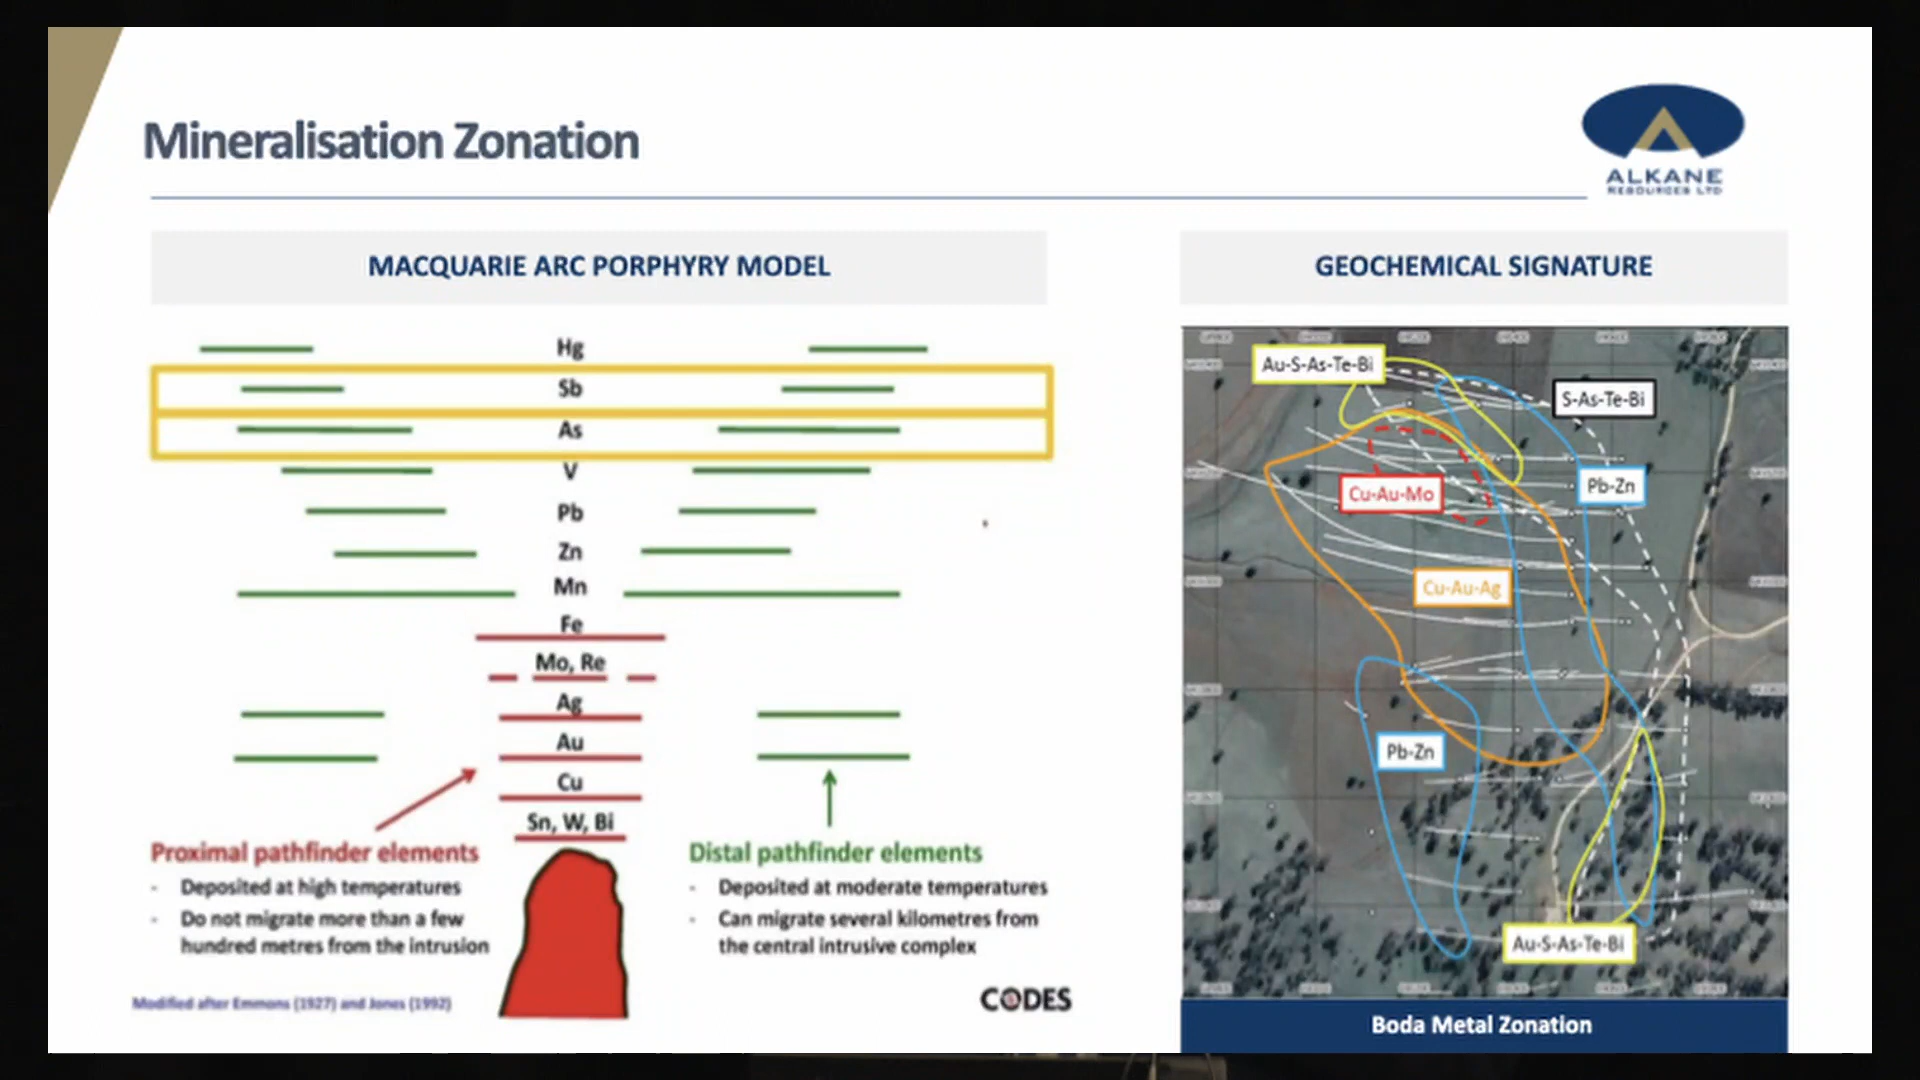 Mineralisation Zonation
ALKANE
RESOURCES LTD
MACQUARIE ARC PORPHYRY MODEL
Hg
Sb
As
V
Pb
Zn
Mn
Fe
Mo, Re
Ag
Au
Cu
Sn, W, Bi
Proximal pathfinder elements
- Deposited at high temperatures
- Do not migrate more than a few
hundred metres from the intrusion
Distal pathfinder elements
- Deposited at moderate temperatures
- Can migrate several kilometres from
the central intrusive complex
Modified after Emmons (1927) and Jones (1992)
CODES
GEOCHEMICAL SIGNATURE
Au-S-As-Te-Bi
S-As-Te-Bi
Pb-Zn
Cu-Au-Mo
Cu-Au-Ag
Pb-Zn
Au-S-As-Te-Bi
Boda Metal Zonation